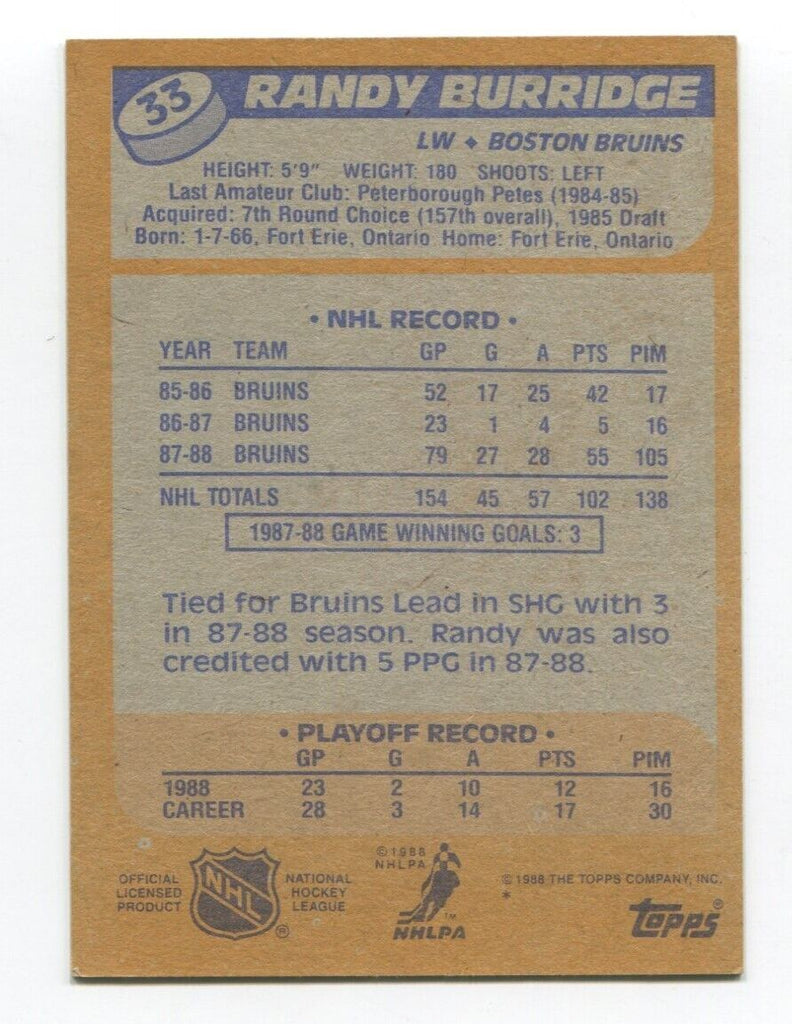 33 RANDY BURRIDGE
LW ♦ BOSTON BRUINS
HEIGHT: 5'9" WEIGHT: 180 SHOOTS: LEFT
Last Amateur Club: Peterborough Petes (1984-85)
Acquired: 7th Round Choice (157th overall), 1985 Draft
Born: 1-7-66, Fort Erie, Ontario Home: Fort Erie, Ontario
• NHL RECORD •
YEAR TEAM GP G A PTS PIM
85-86 BRUINS 52 17 25 42 17
86-87 BRUINS 23 1 4 5 16
87-88 BRUINS 79 27 28 55 105
NHL TOTALS 154 45 57 102 138
1987-88 GAME WINNING GOALS: 3
Tied for Bruins Lead in SHG with 3
in 87-88 season. Randy was also
credited with 5 PPG in 87-88.
• PLAYOFF RECORD •
GP G A PTS PIM
1988 23 2 10 12 16
CAREER 28 3 14 17 30
OFFICIAL
LICENSED
PRODUCT
NHL ®
NATIONAL
HOCKEY
LEAGUE
© 1988
NHLPA
TM
NHLPA
© 1988 THE TOPPS COMPANY, INC.
*
topps ®